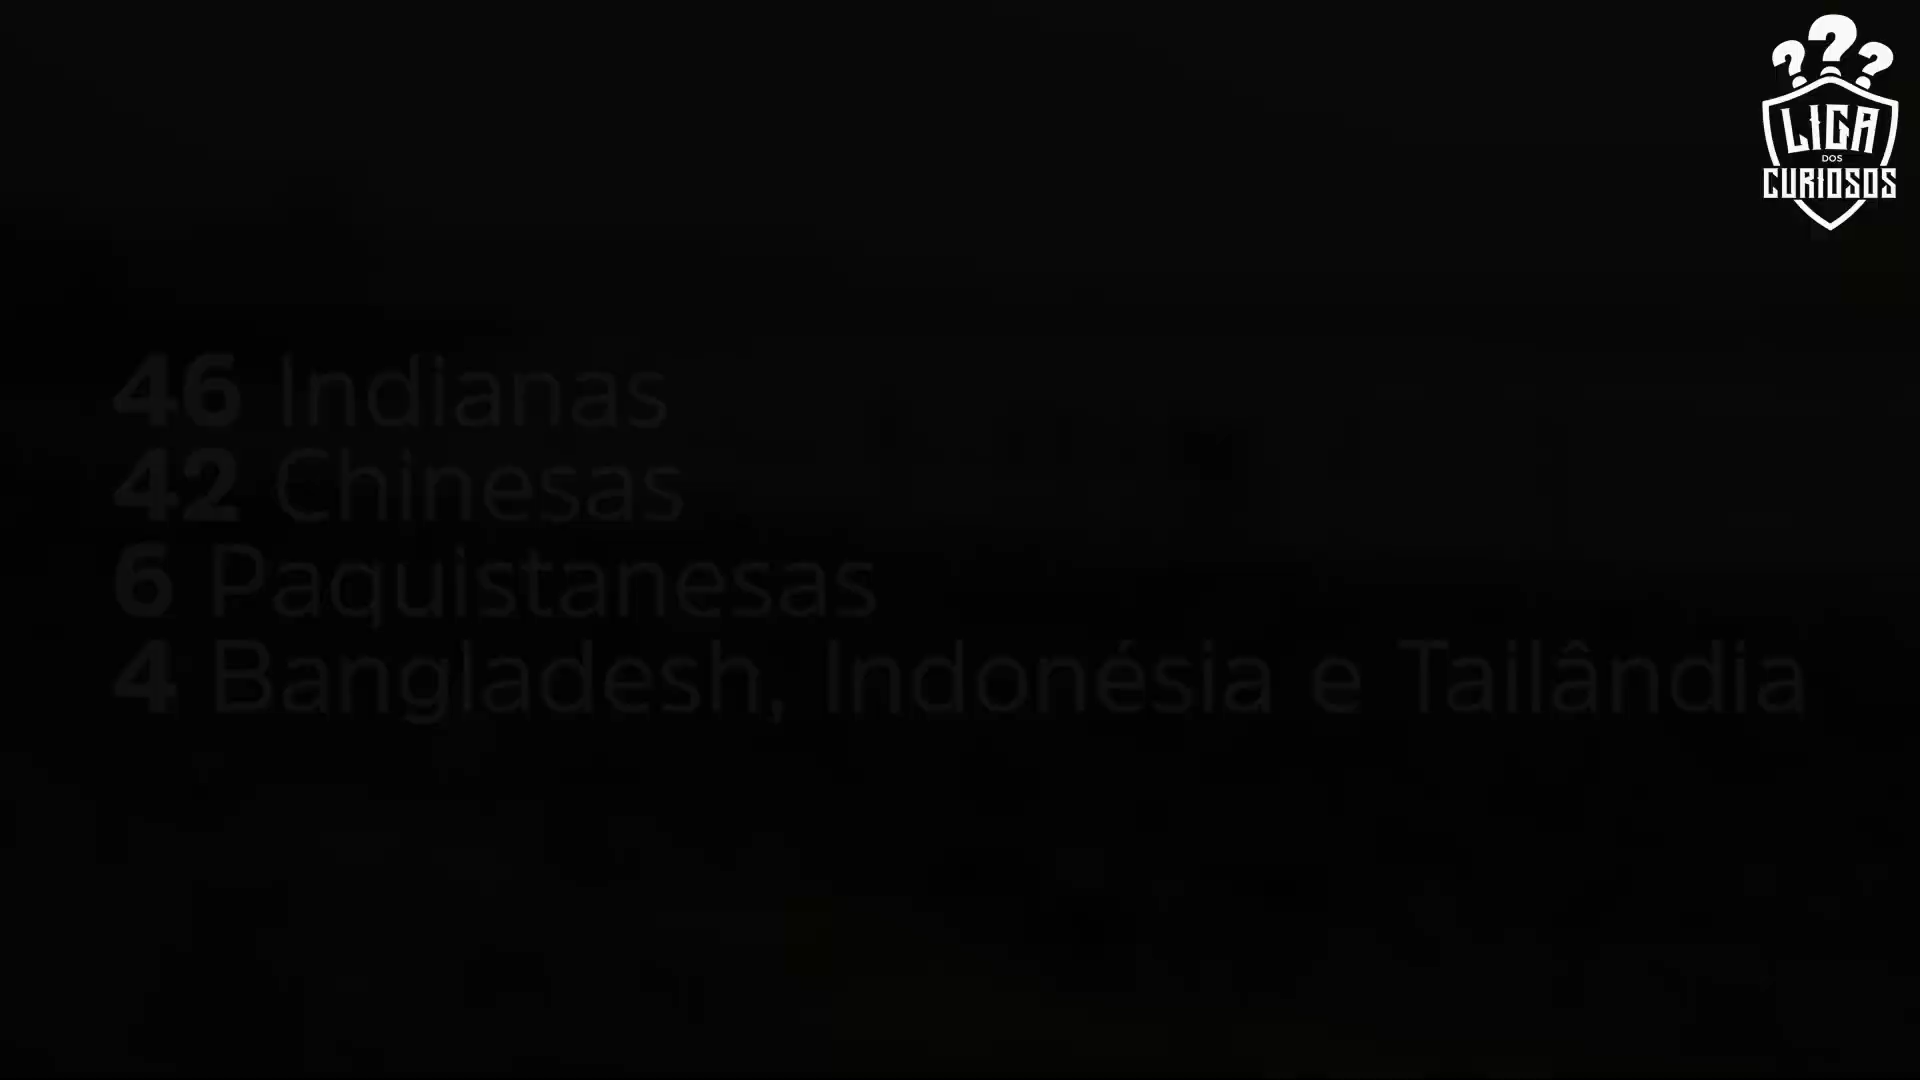 ???
LIGA
DOS
CURIOSOS
46 Indianas
42 Chinesas
6 Paquistanesas
4 Bangladesh, Indonésia e Tailândia